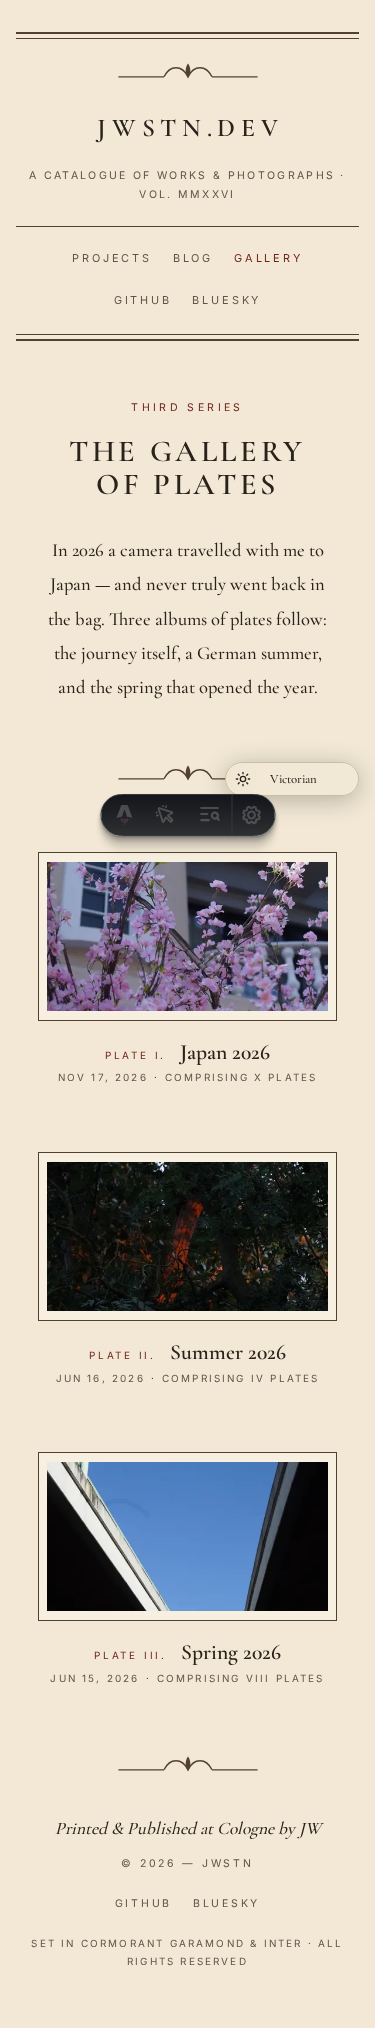 JWSTN.DEV
A CATALOGUE OF WORKS & PHOTOGRAPHS ·
VOL. MMXXVI
PROJECTS BLOG GALLERY
GITHUB BLUESKY
THIRD SERIES
THE GALLERY
OF PLATES
In 2026 a camera travelled with me to
Japan — and never truly went back in
the bag. Three albums of plates follow:
the journey itself, a German summer,
and the spring that opened the year.
Victorian
PLATE I. Japan 2026
NOV 17, 2026 · COMPRISING X PLATES
PLATE II. Summer 2026
JUN 16, 2026 · COMPRISING IV PLATES
PLATE III. Spring 2026
JUN 15, 2026 · COMPRISING VIII PLATES
Printed & Published at Cologne by JW
© 2026 — JWSTN
GITHUB BLUESKY
SET IN CORMORANT GARAMOND & INTER · ALL
RIGHTS RESERVED